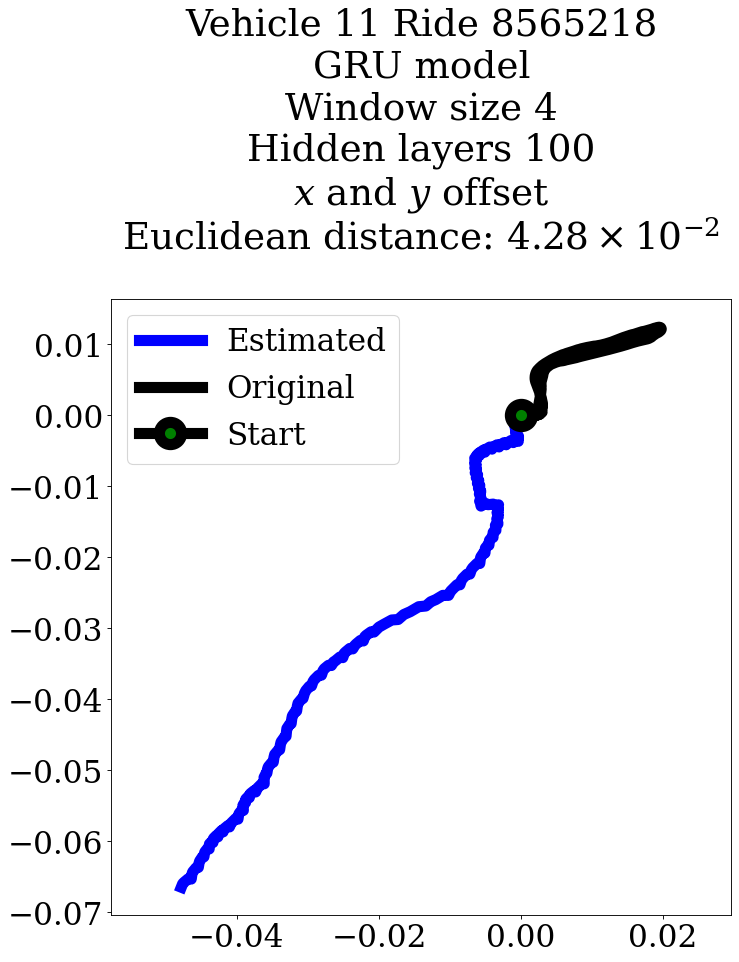 Vehicle 11 Ride 8565218
GRU model
Window size 4
Hidden layers 100
x and y offset
Euclidean distance: 4.28 × 10⁻²
Estimated
Original
Start
0.01
0.00
−0.01
−0.02
−0.03
−0.04
−0.05
−0.06
−0.07
−0.04 −0.02 0.00 0.02